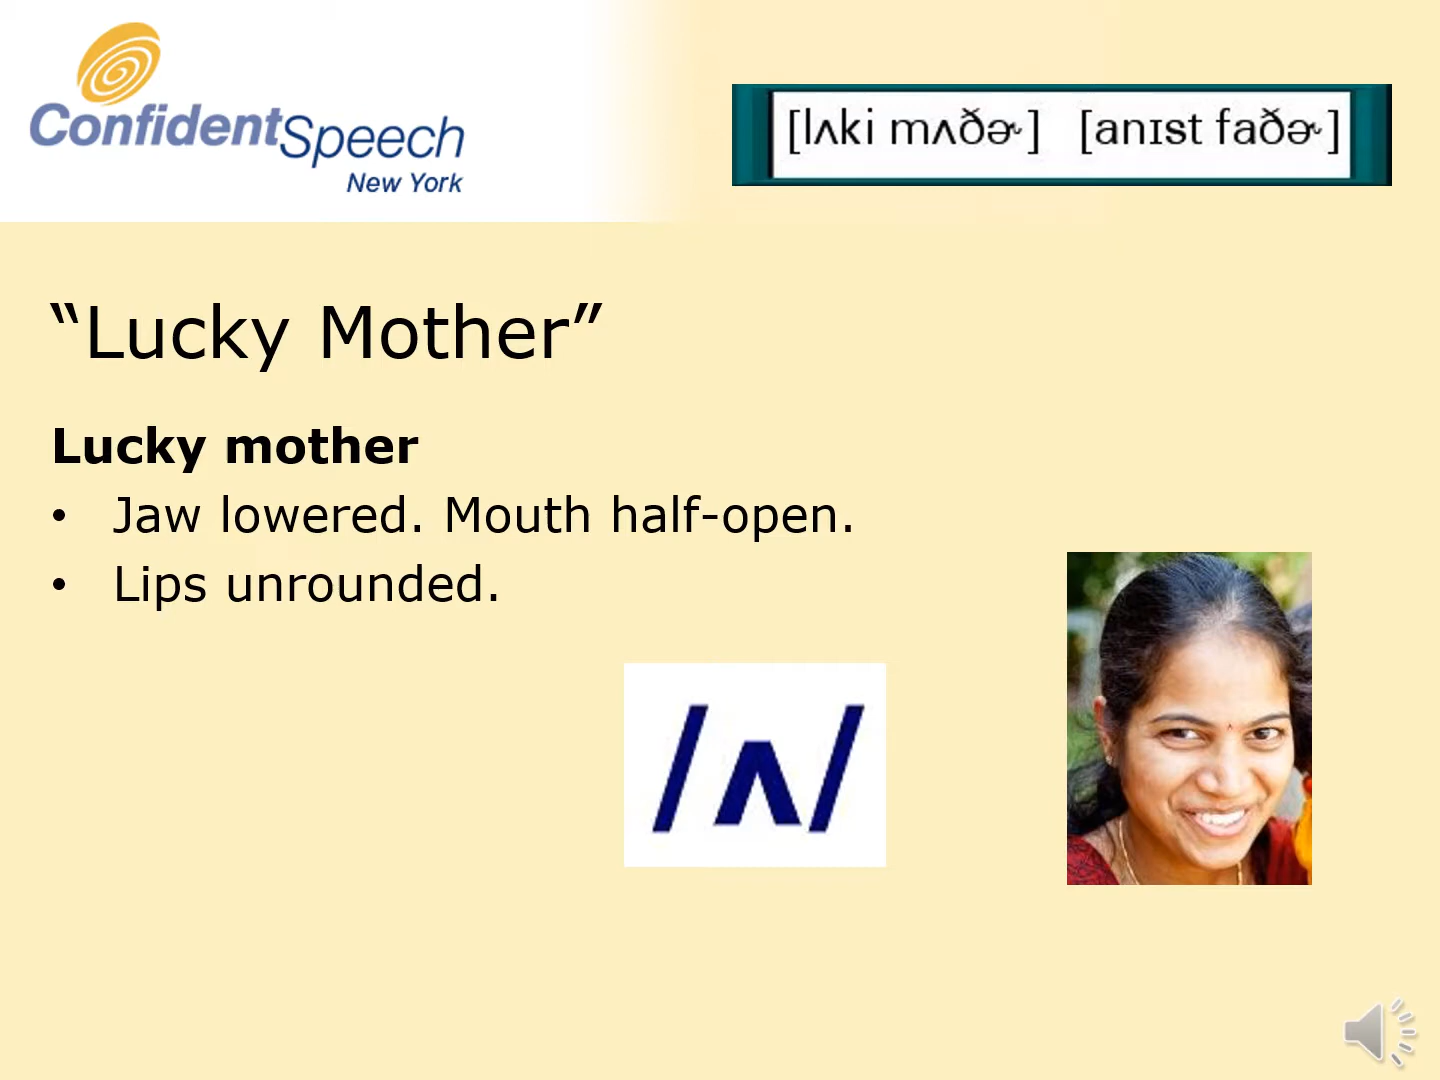 ConfidentSpeech
New York
[lʌki mʌðɚ] [anɪst faðɚ]
“Lucky Mother”
Lucky mother
• Jaw lowered. Mouth half-open.
• Lips unrounded.
/ʌ/